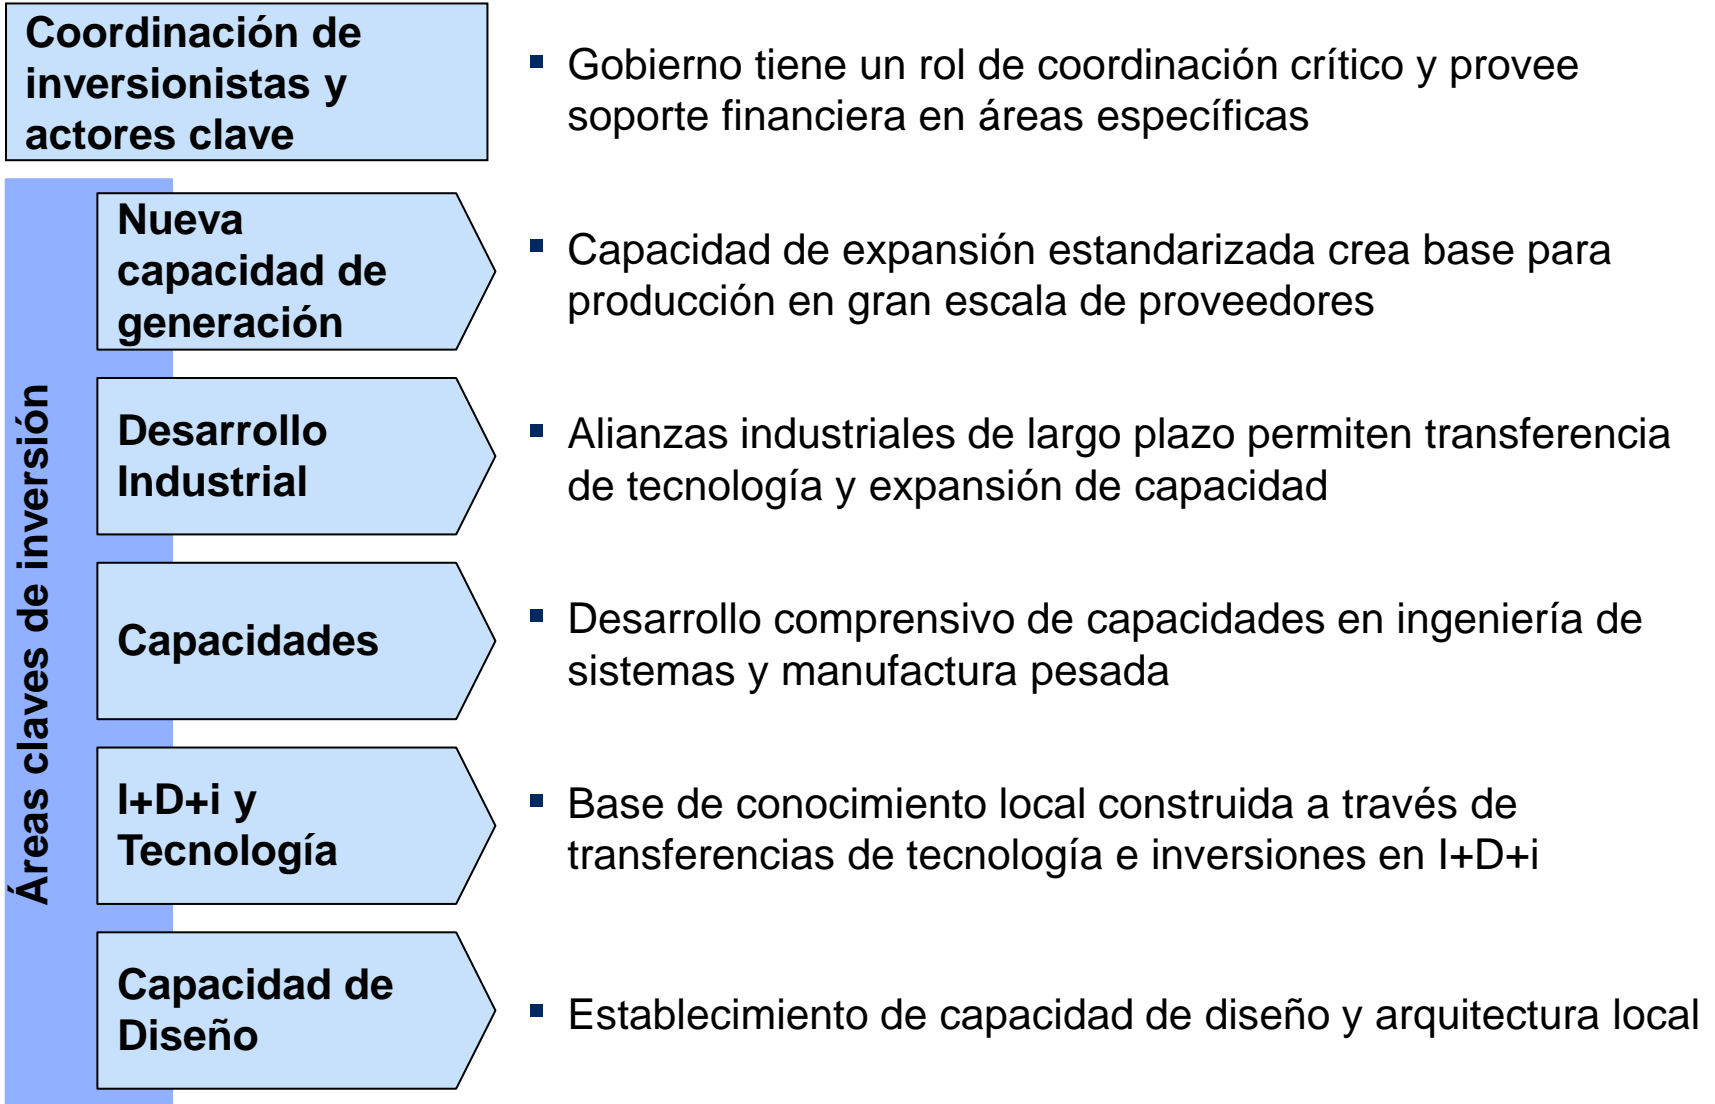 Coordinación de
inversionistas y
actores clave
Gobierno tiene un rol de coordinación crítico y provee
soporte financiera en áreas específicas
Áreas claves de inversión
Nueva
capacidad de
generación
Capacidad de expansión estandarizada crea base para
producción en gran escala de proveedores
Desarrollo
Industrial
Alianzas industriales de largo plazo permiten transferencia
de tecnología y expansión de capacidad
Capacidades
Desarrollo comprensivo de capacidades en ingeniería de
sistemas y manufactura pesada
I+D+i y
Tecnología
Base de conocimiento local construida a través de
transferencias de tecnología e inversiones en I+D+i
Capacidad de
Diseño
Establecimiento de capacidad de diseño y arquitectura local